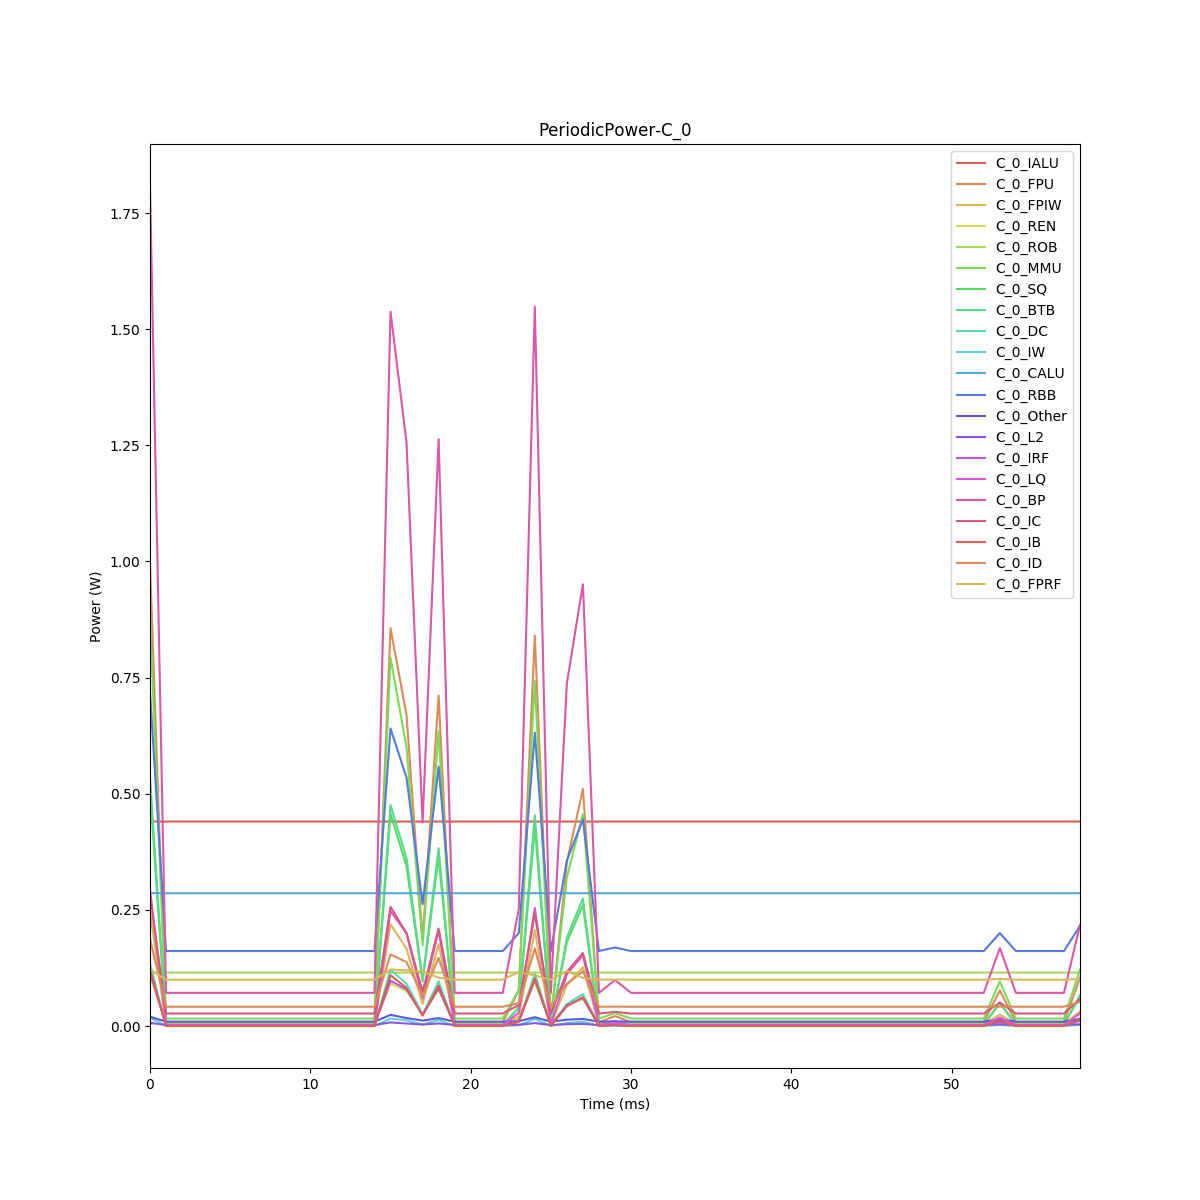 PeriodicPower-C_0
1.75
1.50
1.25
1.00
0.75
0.50
0.25
0.00
Power (W)
0 10 20 30 40 50
Time (ms)
C_0_IALU
C_0_FPU
C_0_FPIW
C_0_REN
C_0_ROB
C_0_MMU
C_0_SQ
C_0_BTB
C_0_DC
C_0_IW
C_0_CALU
C_0_RBB
C_0_Other
C_0_L2
C_0_IRF
C_0_LQ
C_0_BP
C_0_IC
C_0_IB
C_0_ID
C_0_FPRF